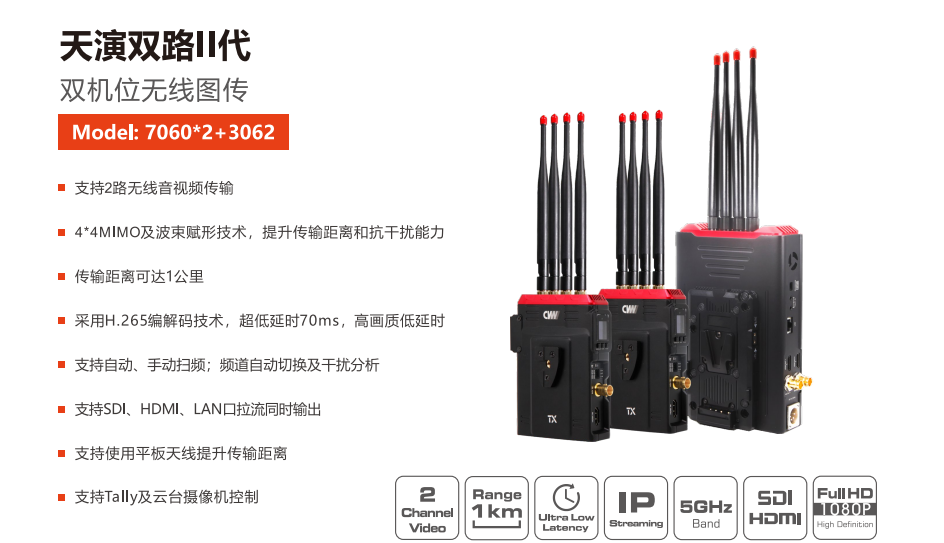 天演双路II代
双机位无线图传
Model: 7060*2+3062
支持2路无线音视频传输
4*4MIMO及波束赋形技术，提升传输距离和抗干扰能力
传输距离可达1公里
采用H.265编解码技术，超低延时70ms，高画质低延时
支持自动、手动扫频；频道自动切换及干扰分析
支持SDI、HDMI、LAN口拉流同时输出
支持使用平板天线提升传输距离
支持Tally及云台摄像机控制
CVW
TX
CVW
TX
2
Channel
Video
Range
1km
Ultra Low
Latency
IP
Streaming
5GHz
Band
SDI
HDMI
Full HD
1080P
High Definition